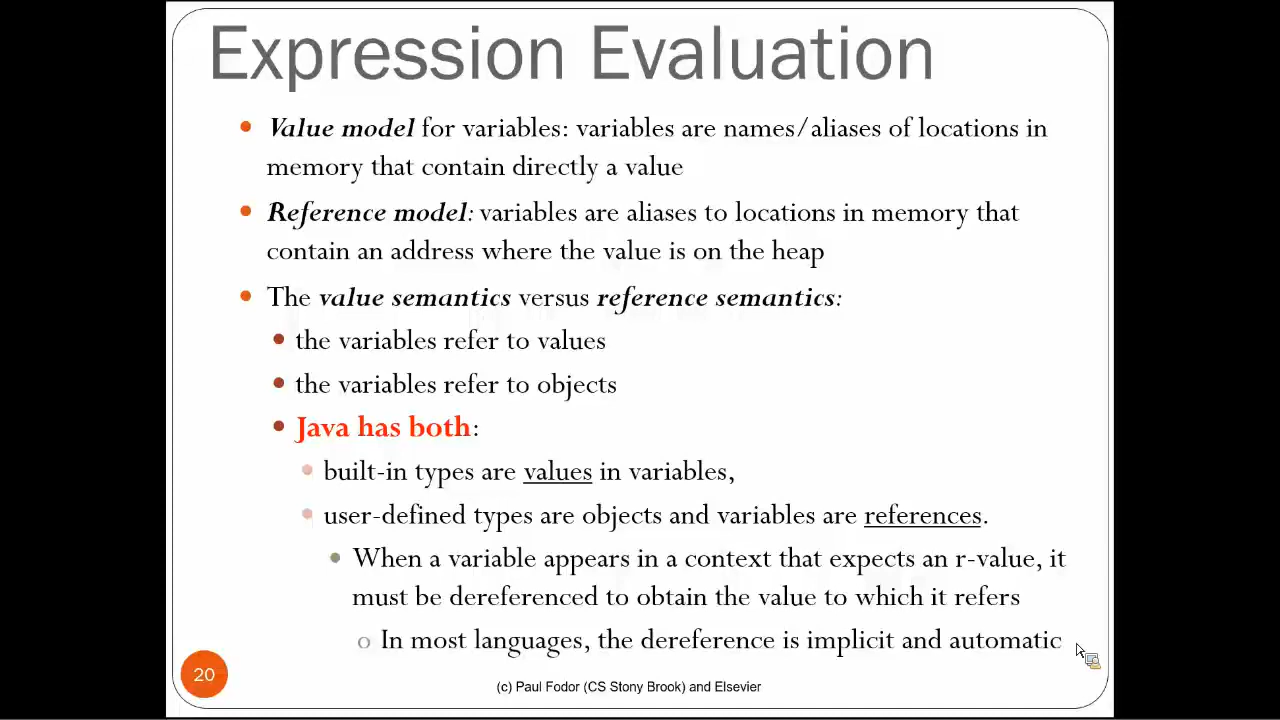 Expression Evaluation
• Value model for variables: variables are names/aliases of locations in
memory that contain directly a value
• Reference model: variables are aliases to locations in memory that
contain an address where the value is on the heap
• The value semantics versus reference semantics:
• the variables refer to values
• the variables refer to objects
• Java has both:
• built-in types are values in variables,
• user-defined types are objects and variables are references.
• When a variable appears in a context that expects an r-value, it
must be dereferenced to obtain the value to which it refers
o In most languages, the dereference is implicit and automatic
20
(c) Paul Fodor (CS Stony Brook) and Elsevier